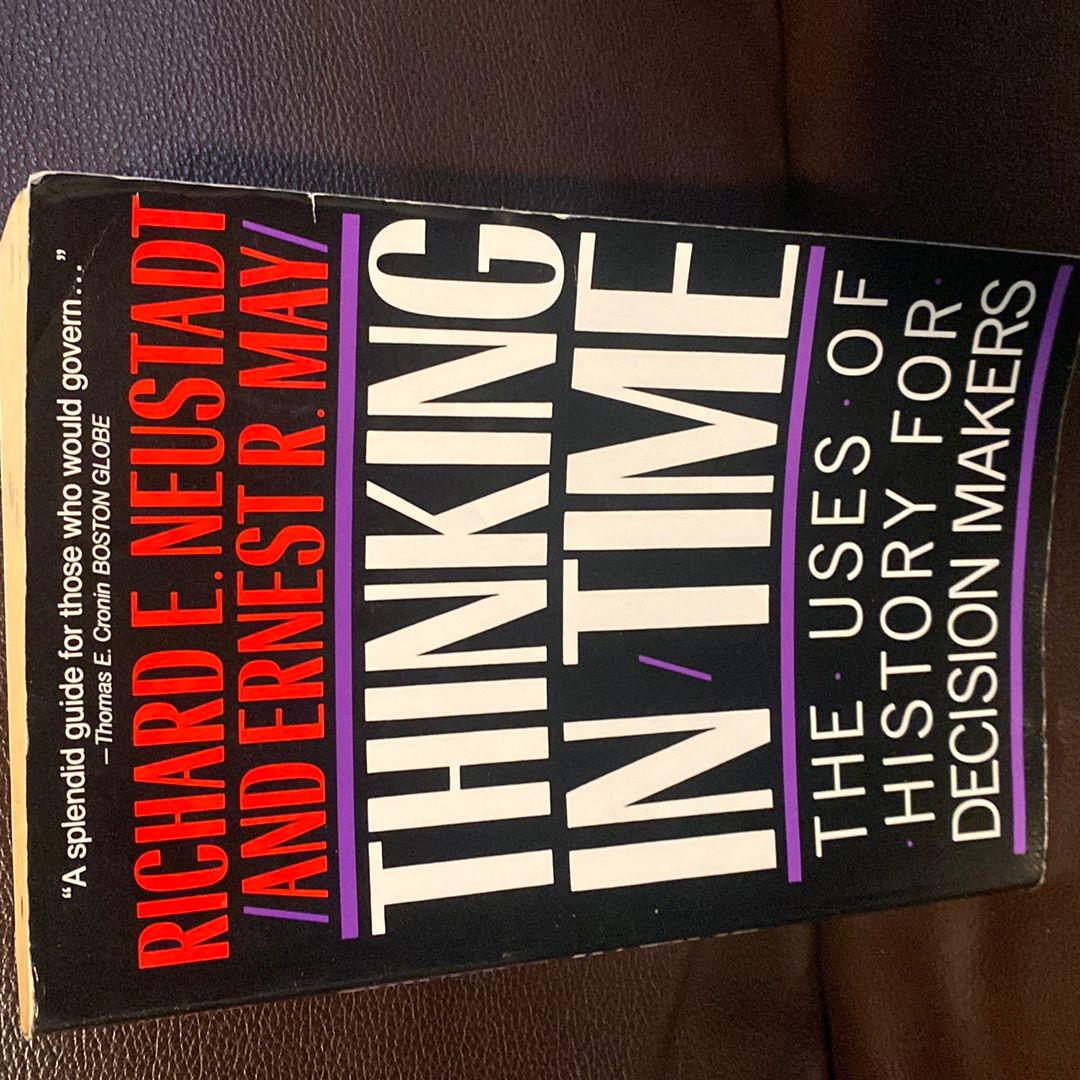 “A splendid guide for those who would govern...”
–Thomas E. Cronin BOSTON GLOBE
RICHARD E. NEUSTADT
/AND ERNEST R. MAY/
THINKING
IN / TIME
THE · USES · OF
· HISTORY FOR ·
DECISION MAKERS